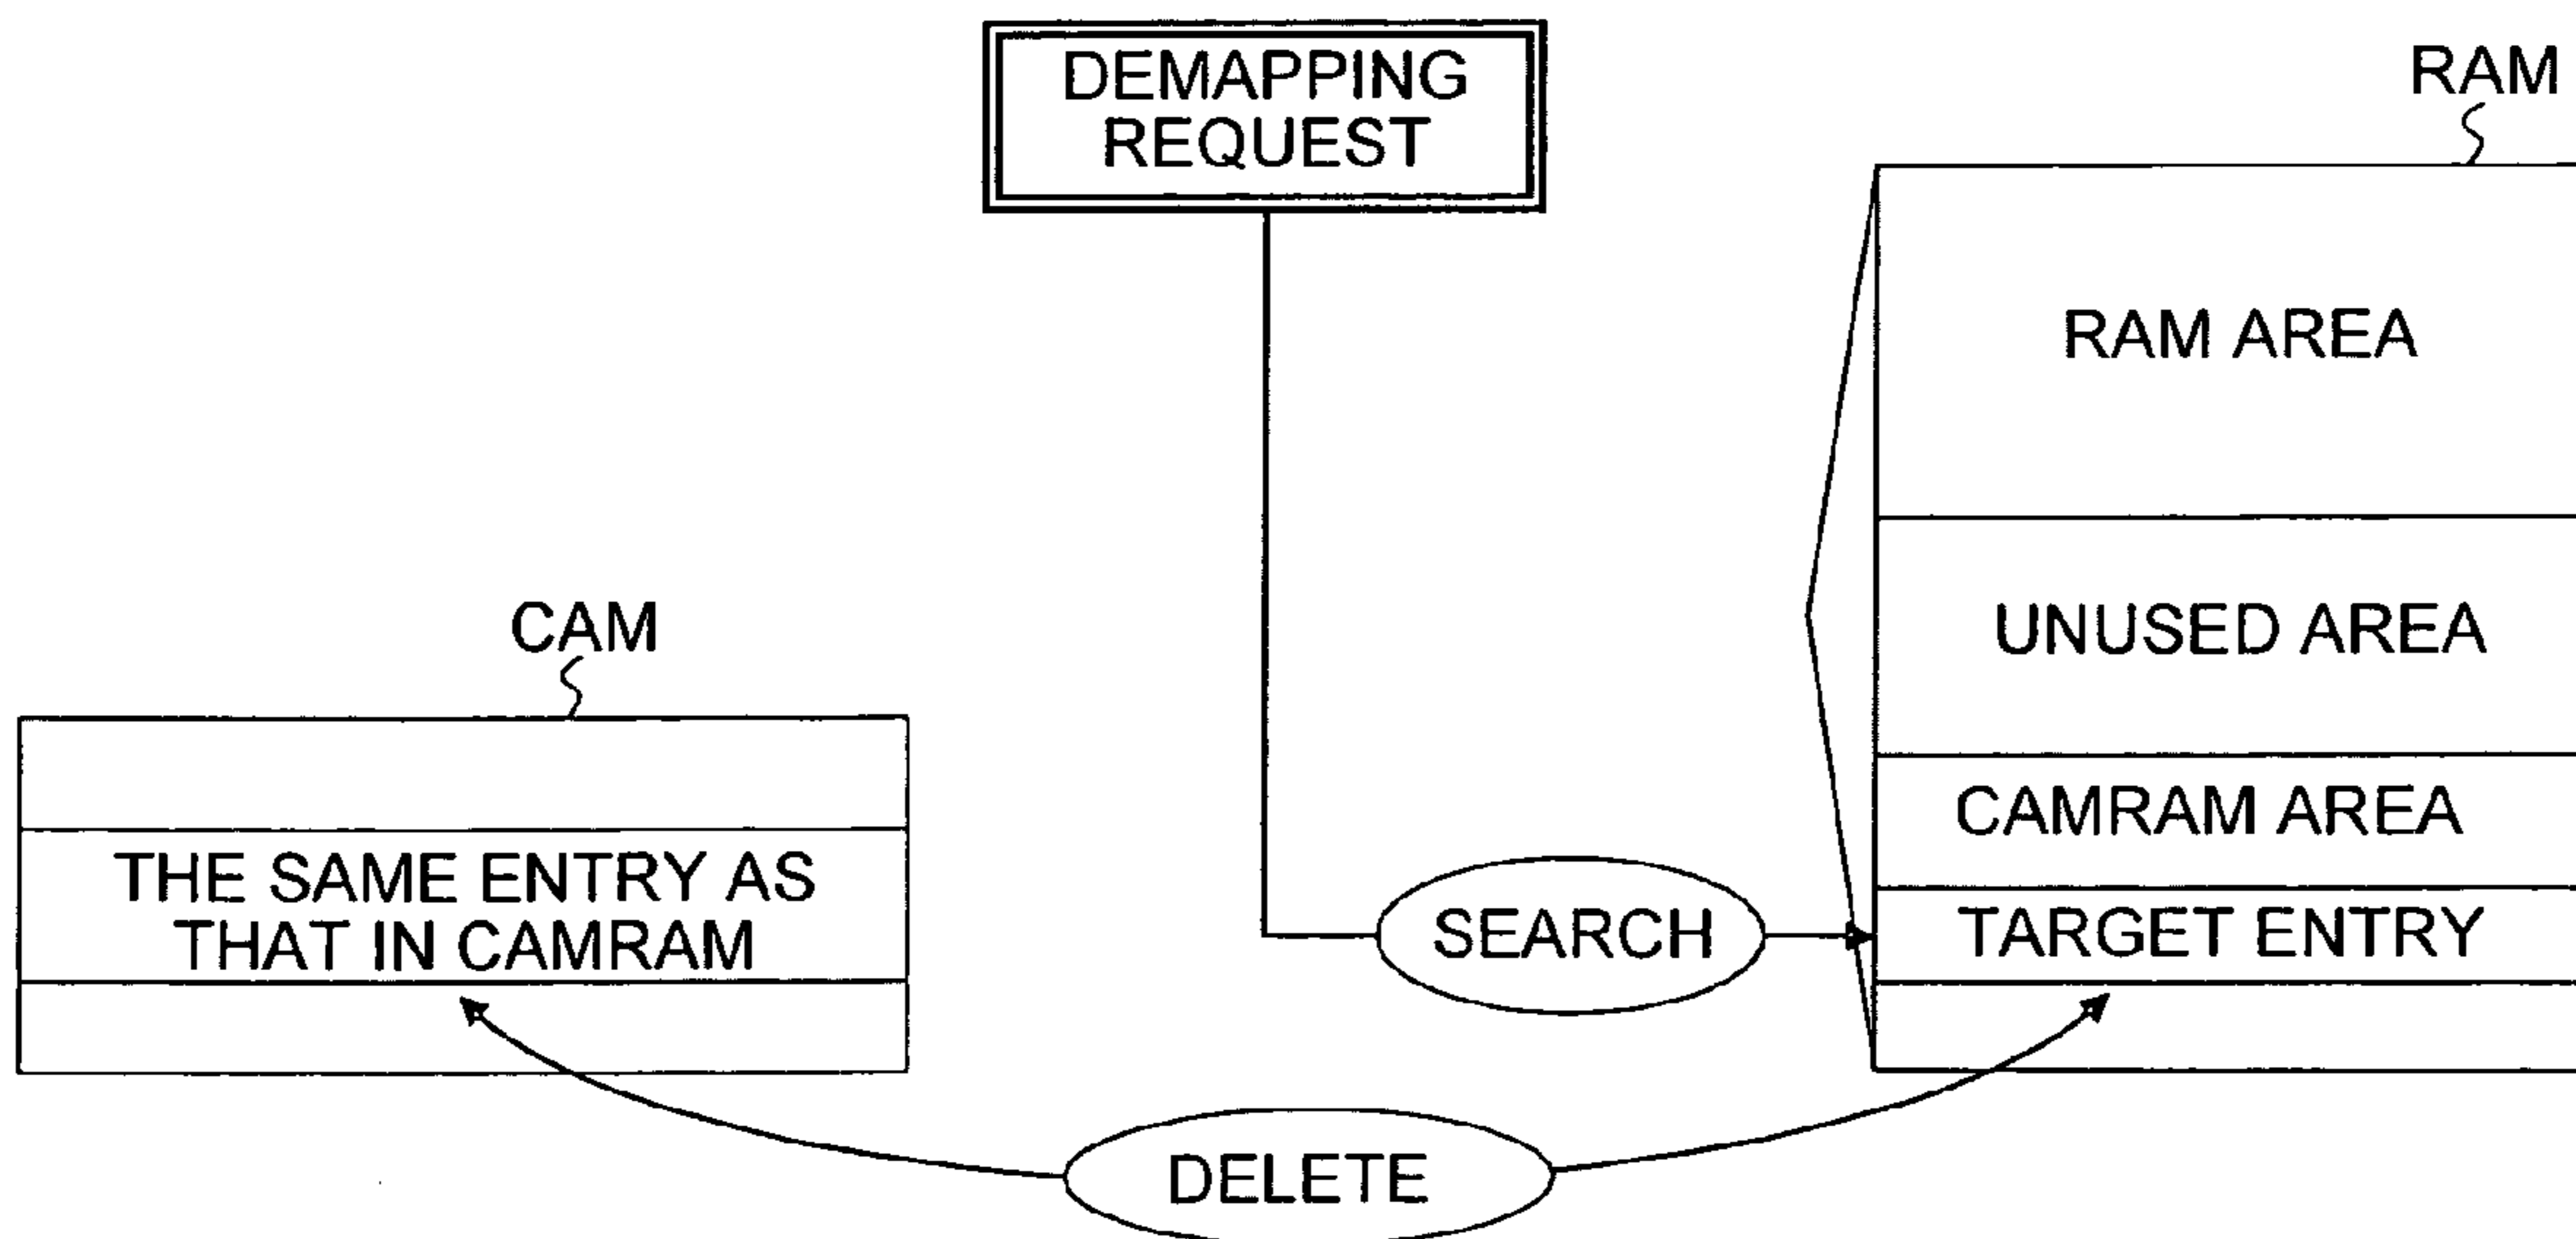 DEMAPPING
REQUEST
RAM
RAM AREA
UNUSED AREA
CAM
CAMRAM AREA
THE SAME ENTRY AS
THAT IN CAMRAM
SEARCH
TARGET ENTRY
DELETE